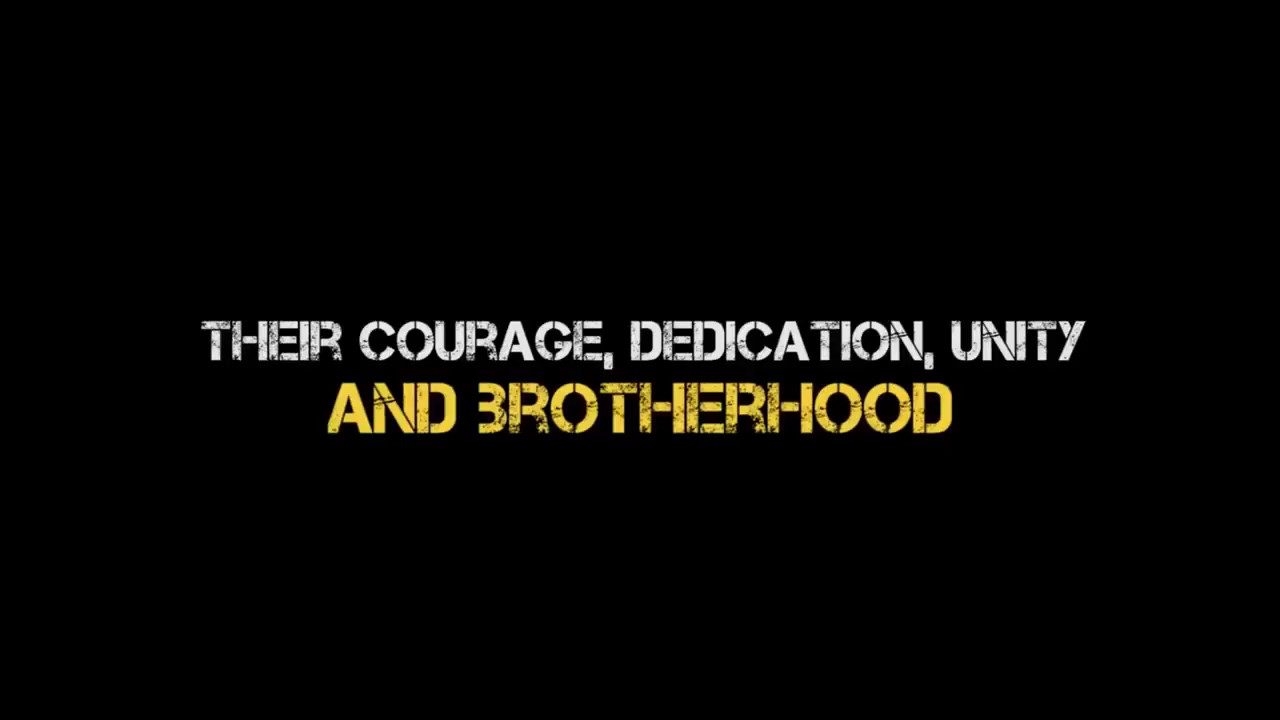 THEIR COURAGE, DEDICATION, UNITY
AND BROTHERHOOD